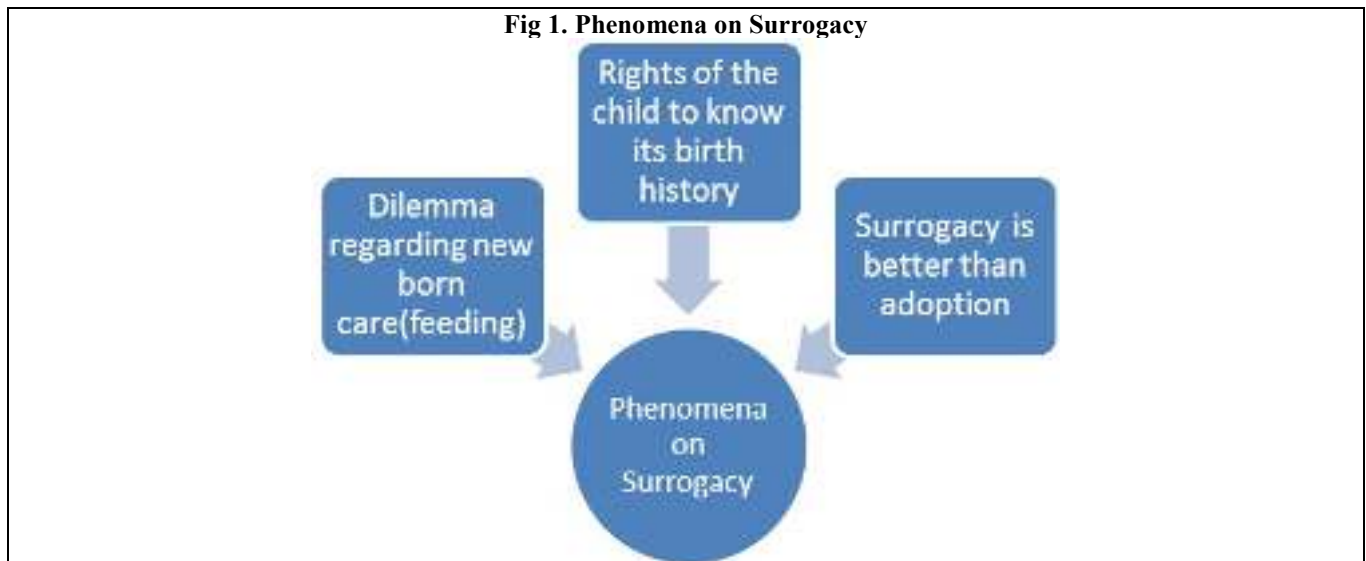 Fig 1. Phenomena on Surrogacy
Rights of the
child to know
its birth
history
Dilemma
regarding new
born
care(feeding)
Surrogacy is
better than
adoption
Phenomena
on
Surrogacy